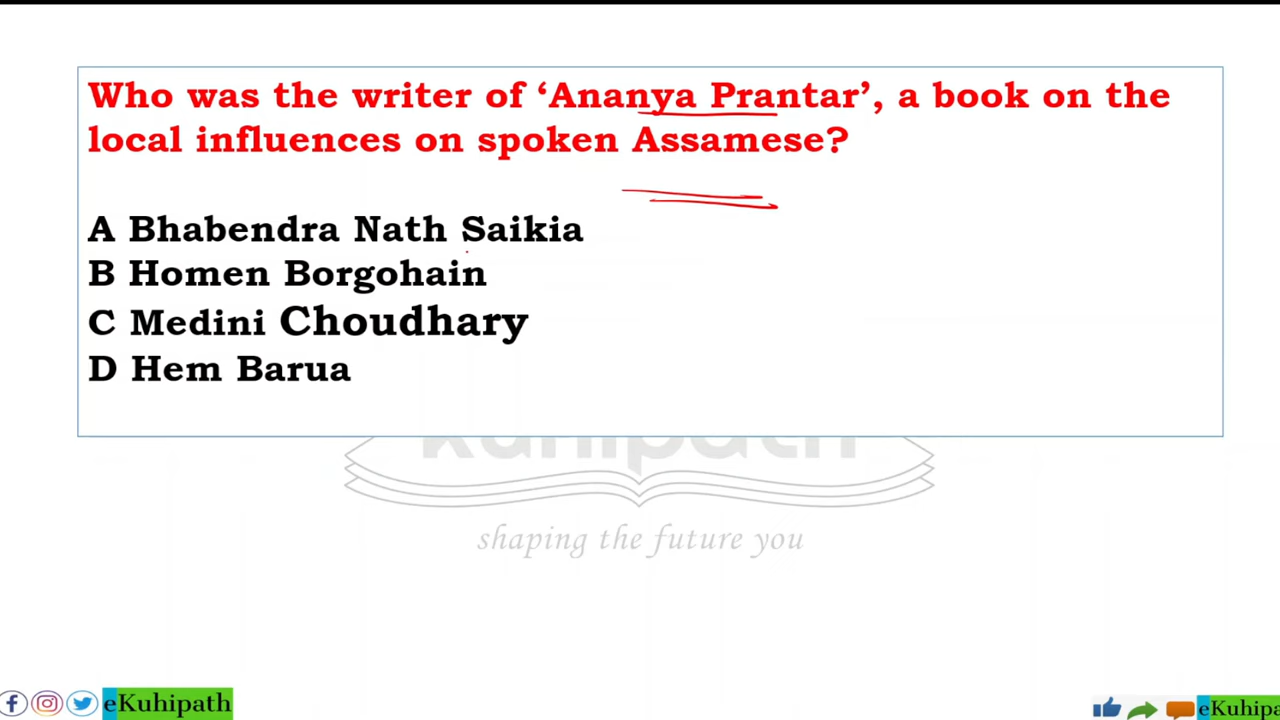 Who was the writer of ‘Ananya Prantar’, a book on the
local influences on spoken Assamese?
A Bhabendra Nath Saikia
B Homen Borgohain
C Medini Choudhary
D Hem Barua
kuhipath
shaping the future you
eKuhipath
eKuhipa